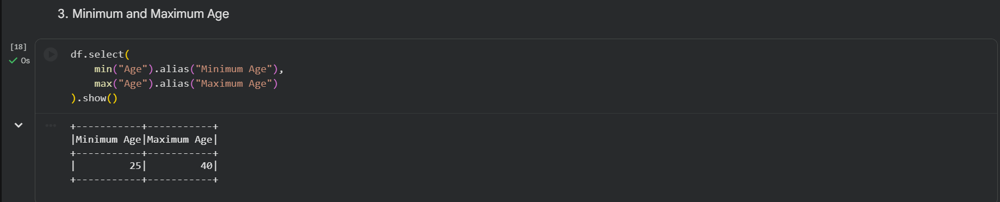 3. Minimum and Maximum Age
[18]
0s
df.select(
    min("Age").alias("Minimum Age"),
    max("Age").alias("Maximum Age")
).show()
+-----------+-----------+
|Minimum Age|Maximum Age|
+-----------+-----------+
|         25|         40|
+-----------+-----------+